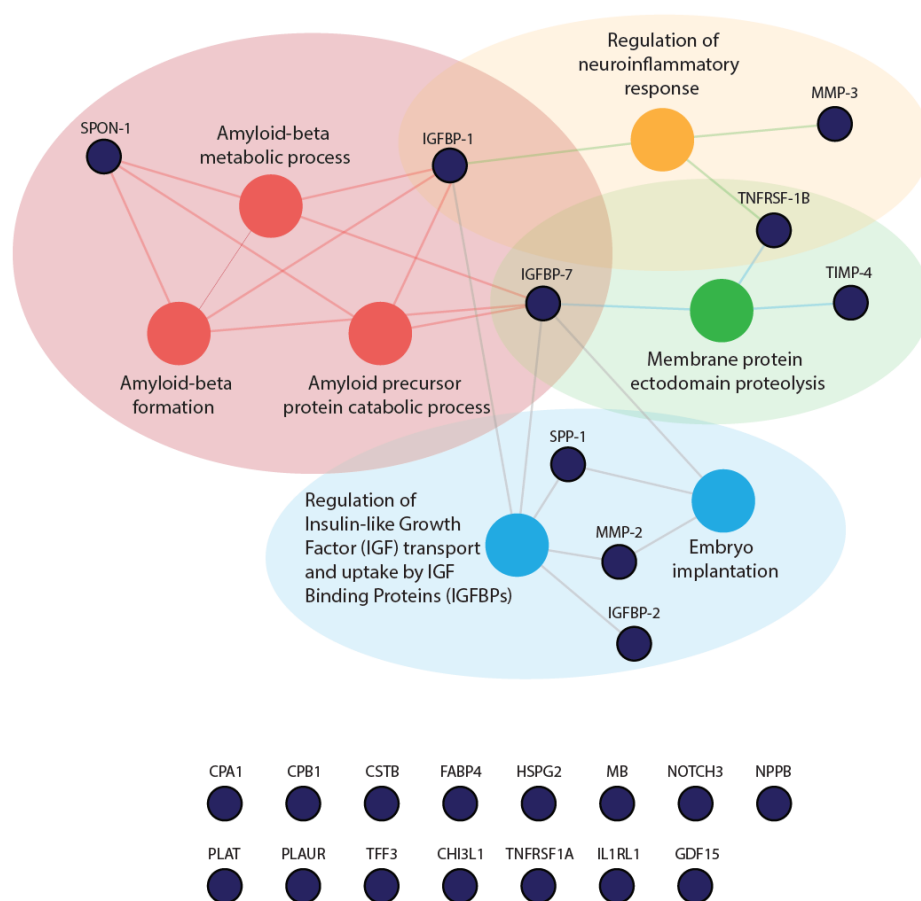 Regulation of
neuroinflammatory
response
MMP-3
SPON-1
Amyloid-beta
metabolic process
IGFBP-1
TNFRSF-1B
IGFBP-7
TIMP-4
Amyloid-beta
formation
Amyloid precursor
protein catabolic process
Membrane protein
ectodomain proteolysis
SPP-1
Regulation of
Insulin-like Growth
Factor (IGF) transport
and uptake by IGF
Binding Proteins (IGFBPs)
MMP-2
Embryo
implantation
IGFBP-2
CPA1 CPB1 CSTB FABP4 HSPG2 MB NOTCH3 NPPB
PLAT PLAUR TFF3 CHI3L1 TNFRSF1A IL1RL1 GDF15